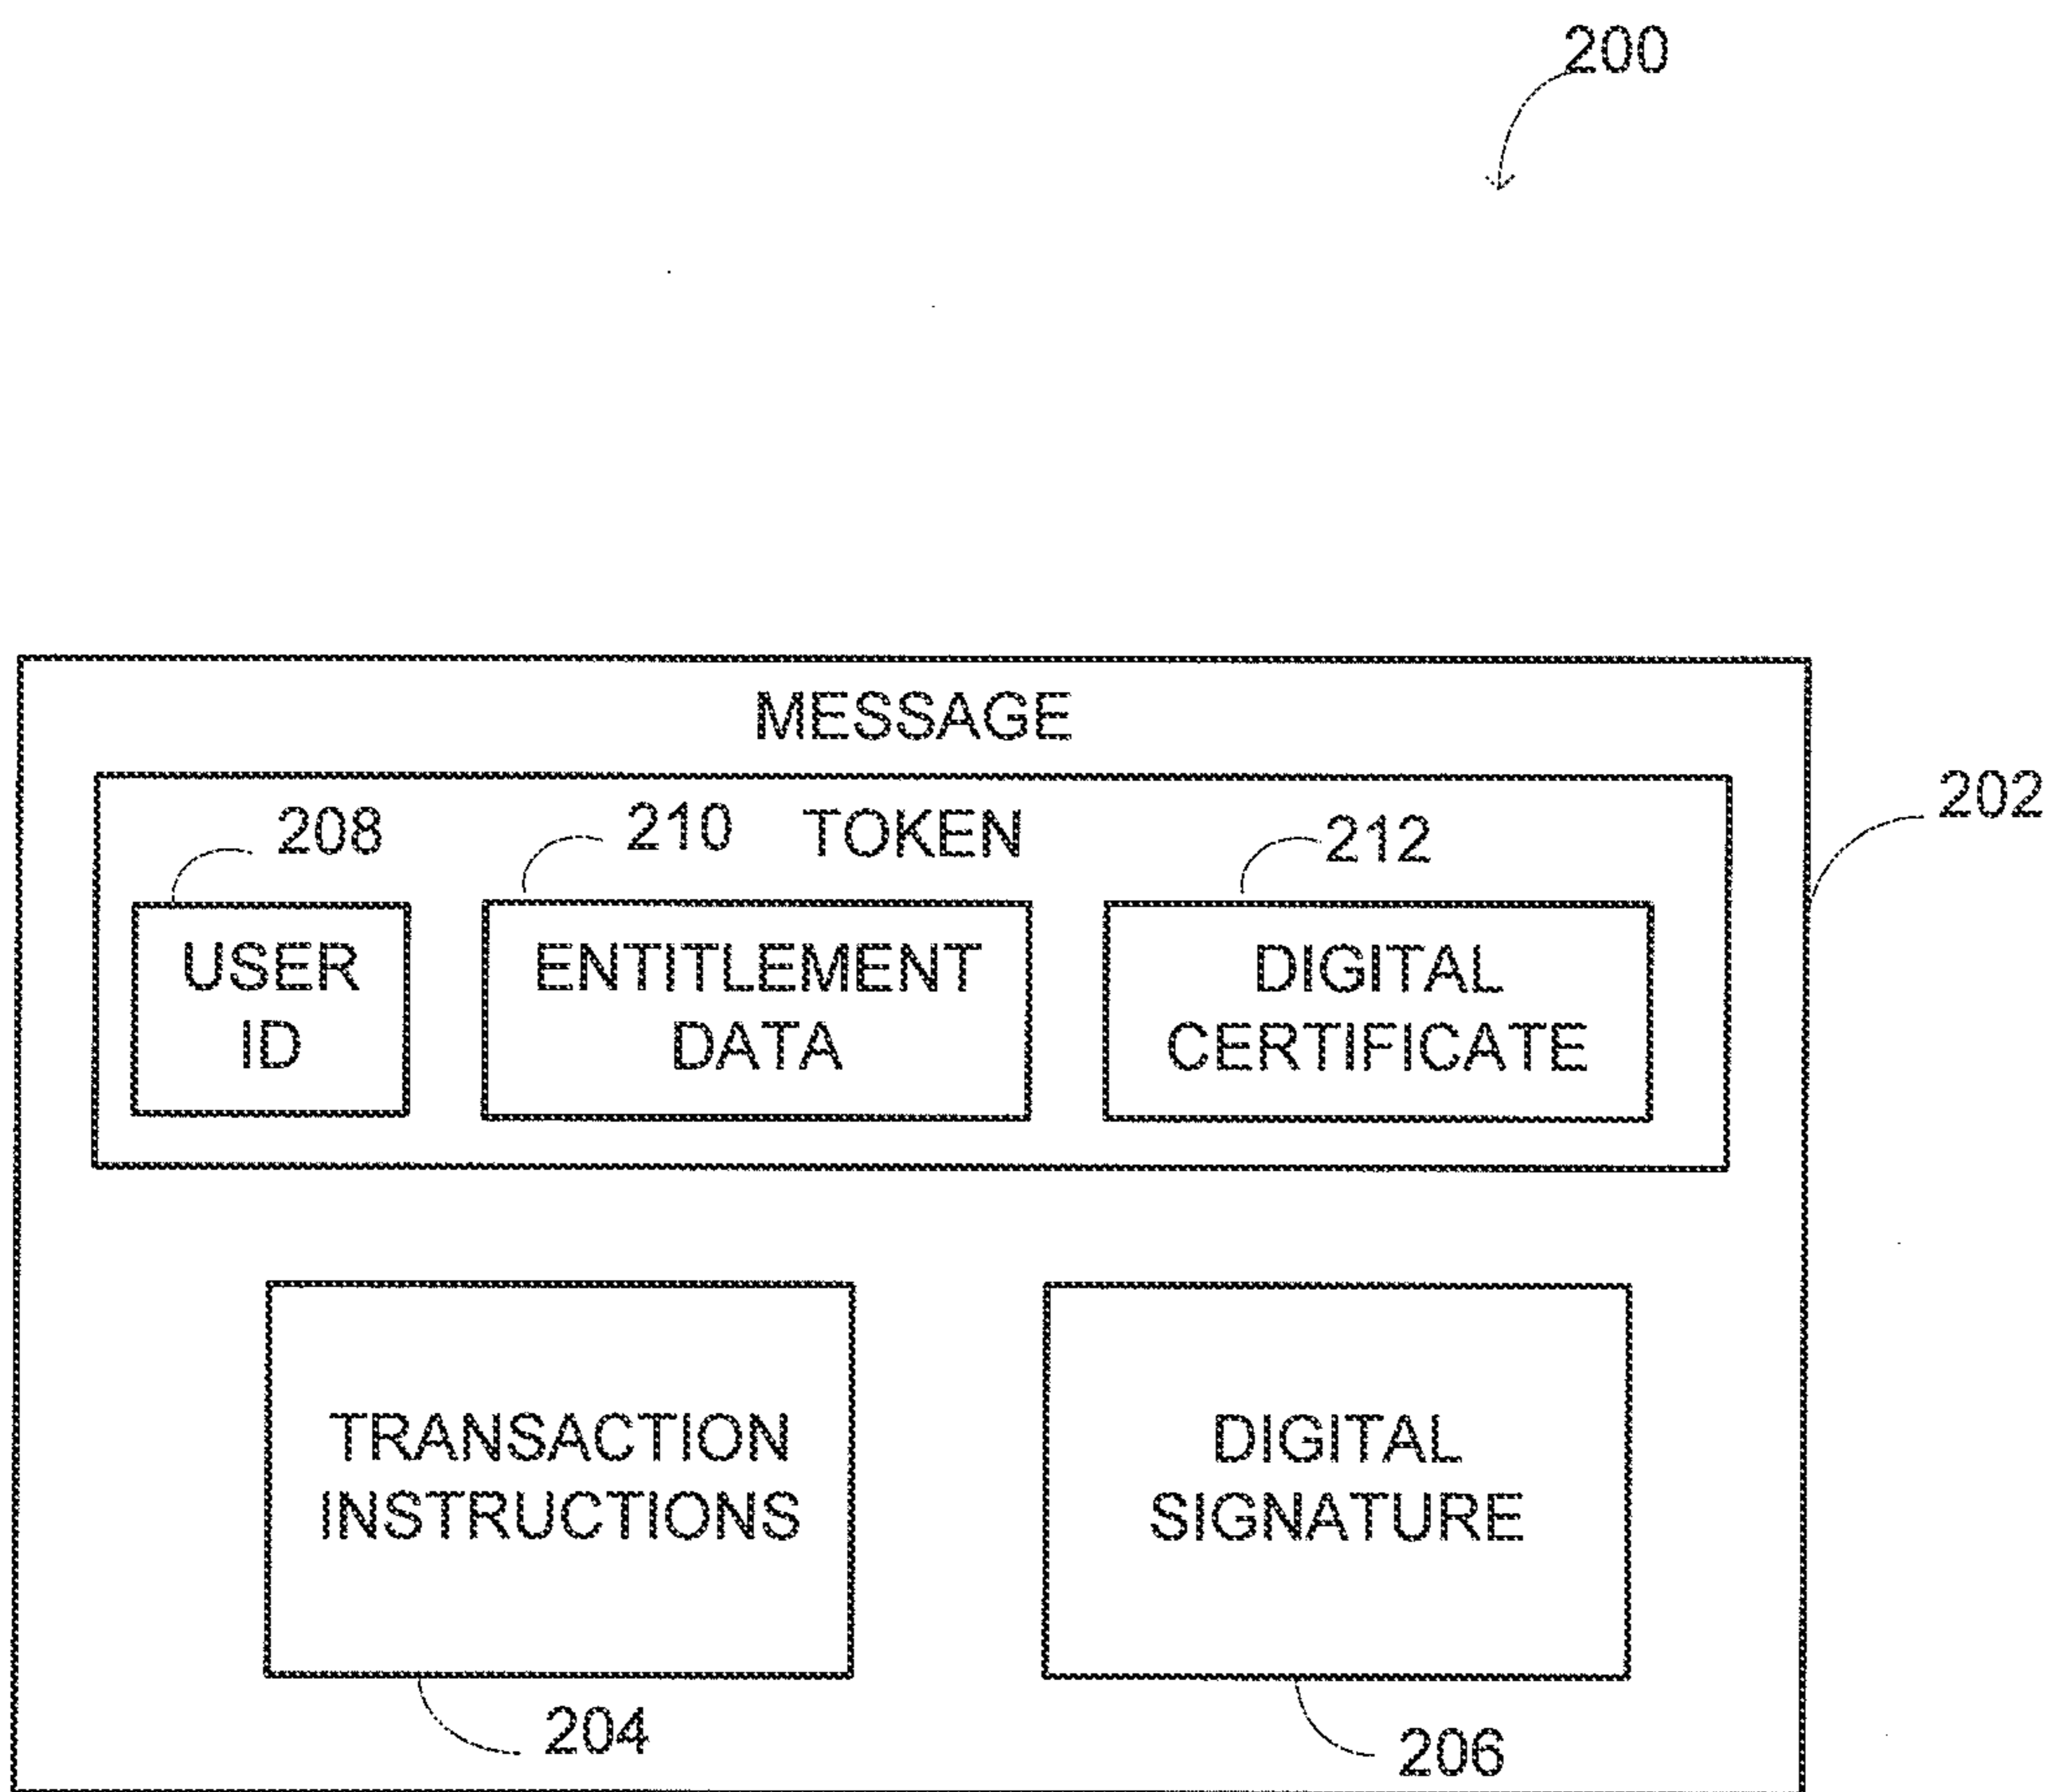 200
MESSAGE
202
208
210
TOKEN
212
USER
ID
ENTITLEMENT
DATA
DIGITAL
CERTIFICATE
TRANSACTION
INSTRUCTIONS
DIGITAL
SIGNATURE
204
206